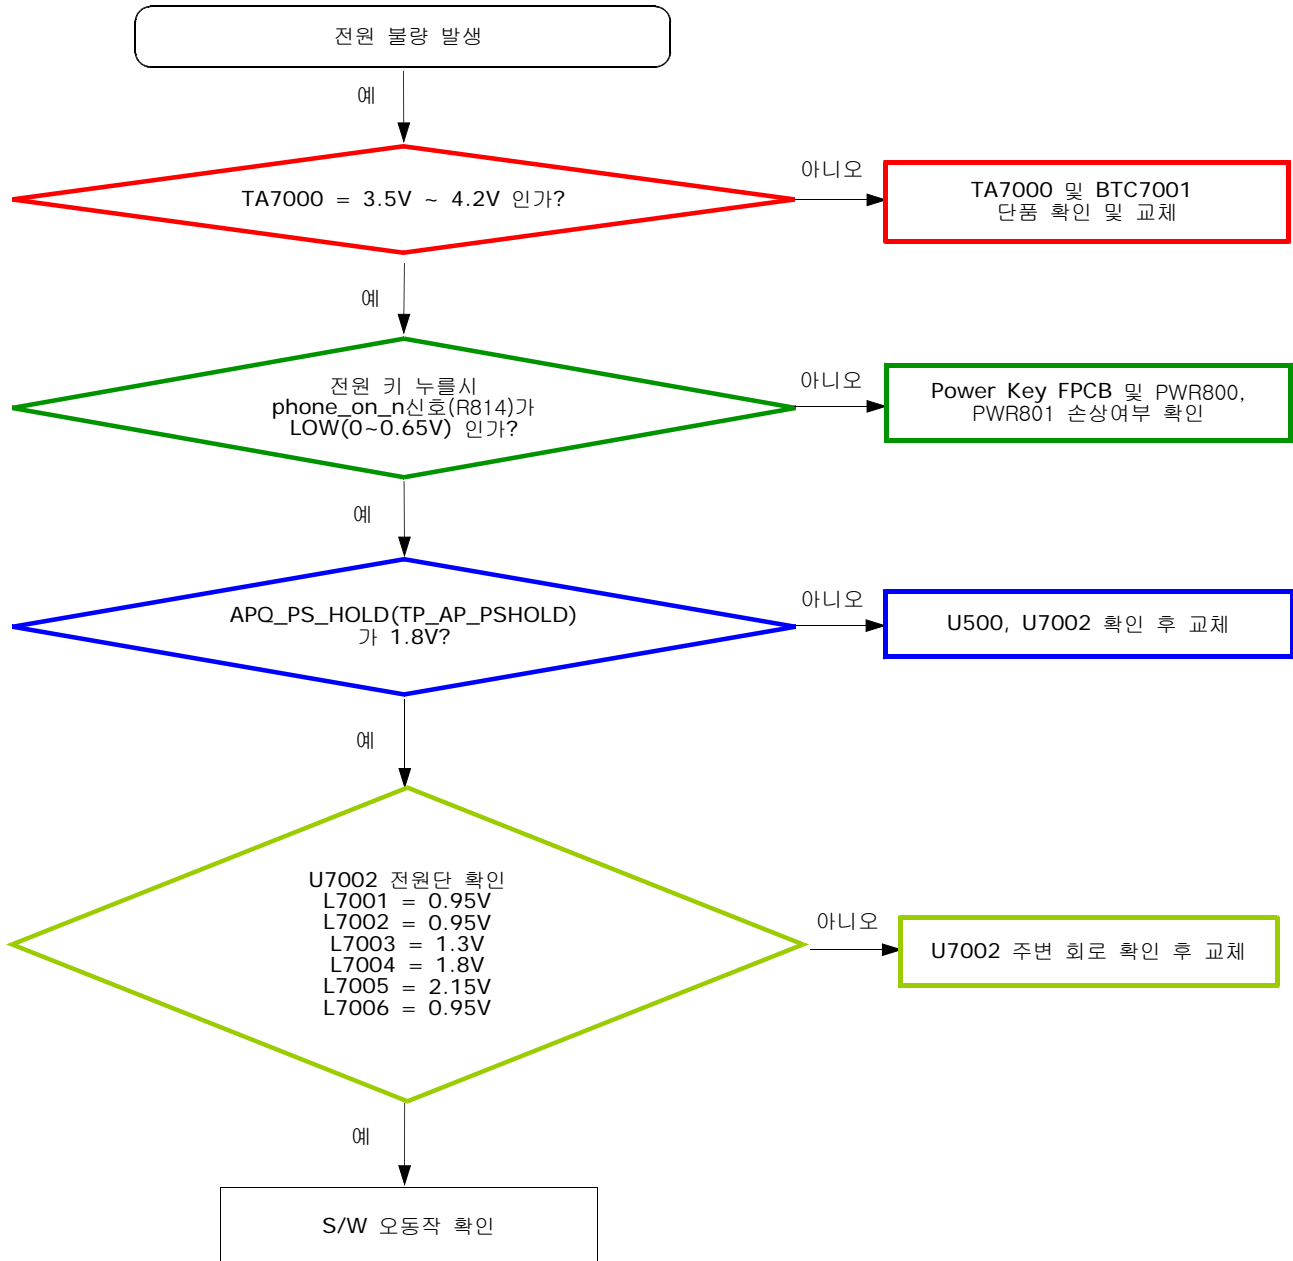 전원 불량 발생
예
TA7000 = 3.5V ~ 4.2V 인가?
아니오
TA7000 및 BTC7001
단품 확인 및 교체
예
전원 키 누를시
phone_on_n신호(R814)가
LOW(0~0.65V) 인가?
아니오
Power Key FPCB 및 PWR800,
PWR801 손상여부 확인
예
APQ_PS_HOLD(TP_AP_PSHOLD)
가 1.8V?
아니오
U500, U7002 확인 후 교체
예
U7002 전원단 확인
L7001 = 0.95V
L7002 = 0.95V
L7003 = 1.3V
L7004 = 1.8V
L7005 = 2.15V
L7006 = 0.95V
아니오
U7002 주변 회로 확인 후 교체
예
S/W 오동작 확인